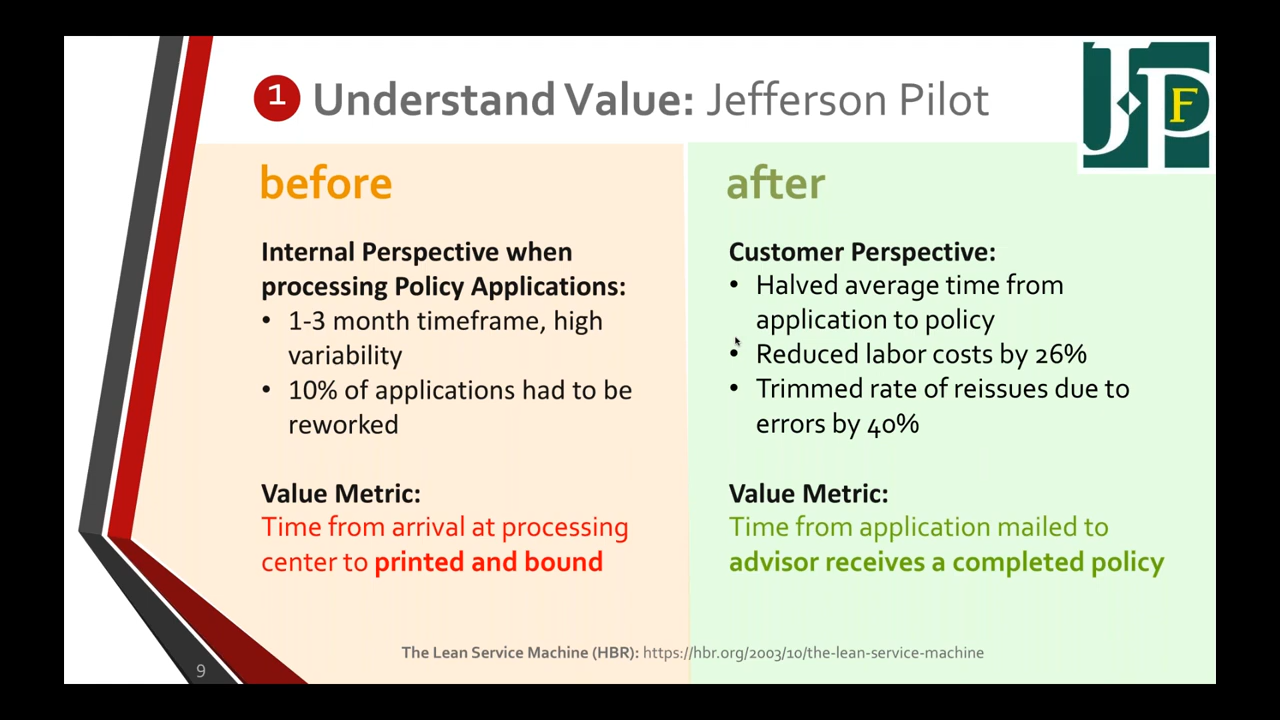 1 Understand Value: Jefferson Pilot
JPF
before
Internal Perspective when
processing Policy Applications:
• 1-3 month timeframe, high
variability
• 10% of applications had to be
reworked
Value Metric:
Time from arrival at processing
center to printed and bound
after
Customer Perspective:
• Halved average time from
application to policy
• Reduced labor costs by 26%
• Trimmed rate of reissues due to
errors by 40%
Value Metric:
Time from application mailed to
advisor receives a completed policy
The Lean Service Machine (HBR): https://hbr.org/2003/10/the-lean-service-machine
9